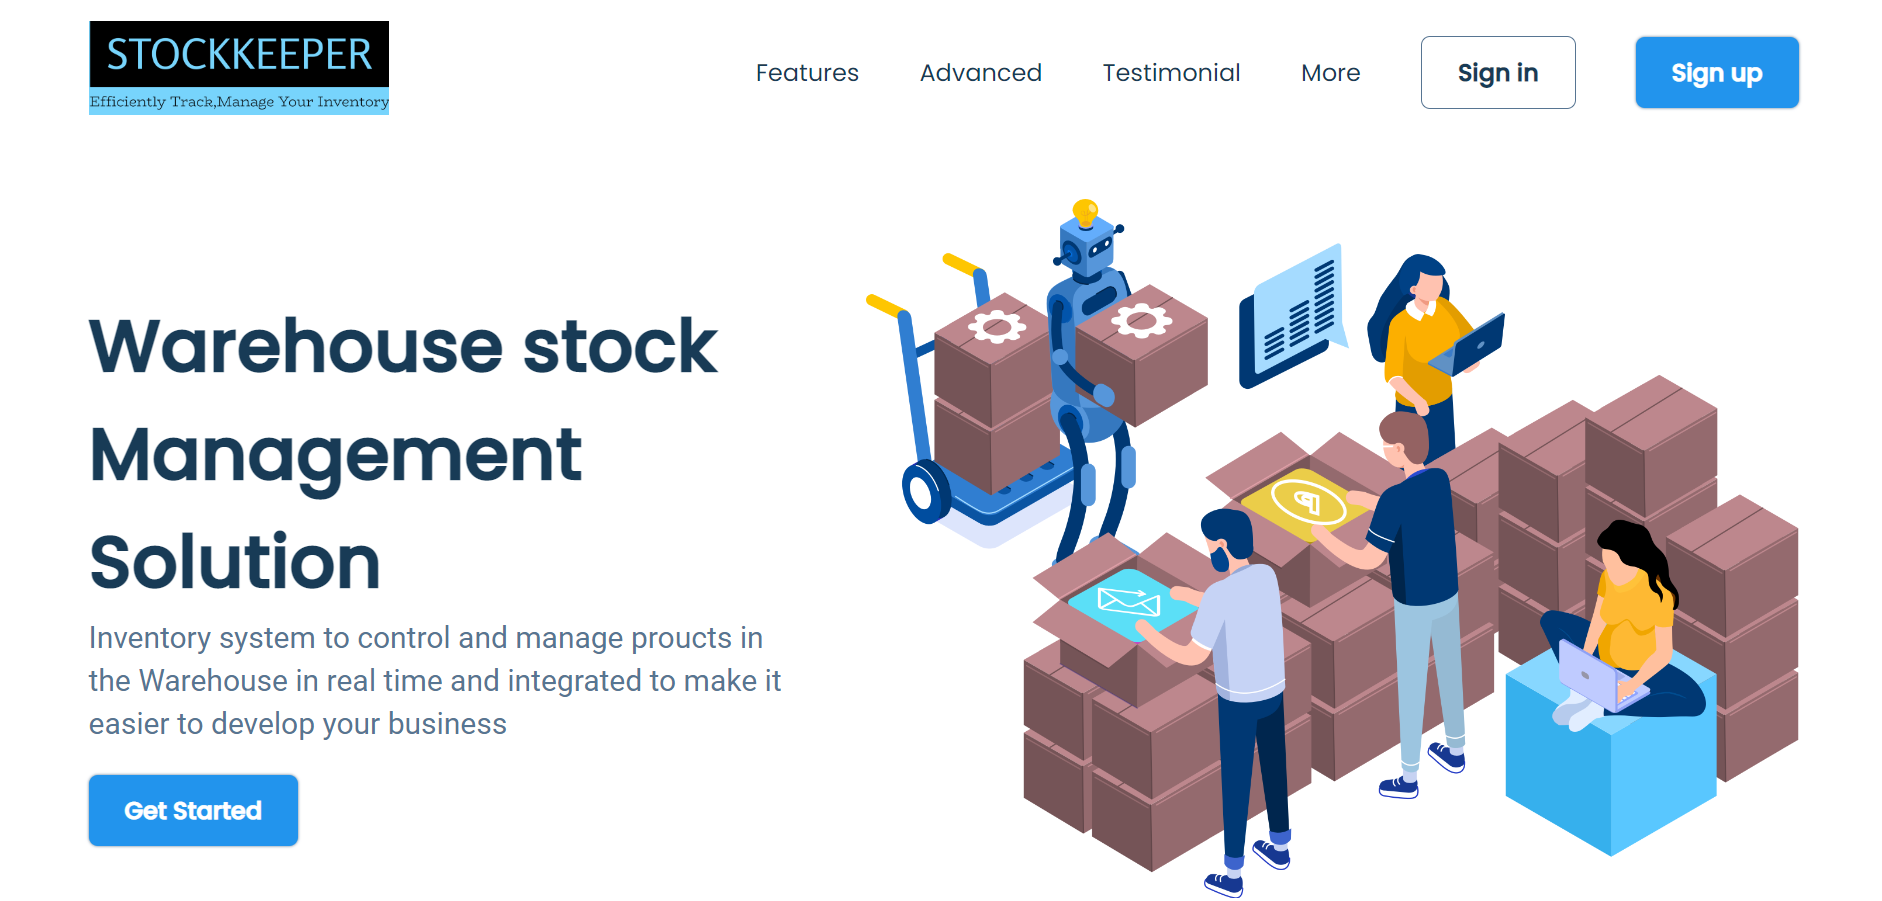 STOCKKEEPER
Efficiently Track,Manage Your Inventory
Features
Advanced
Testimonial
More
Sign in
Sign up
Warehouse stock
Management
Solution
Inventory system to control and manage proucts in
the Warehouse in real time and integrated to make it
easier to develop your business
Get Started